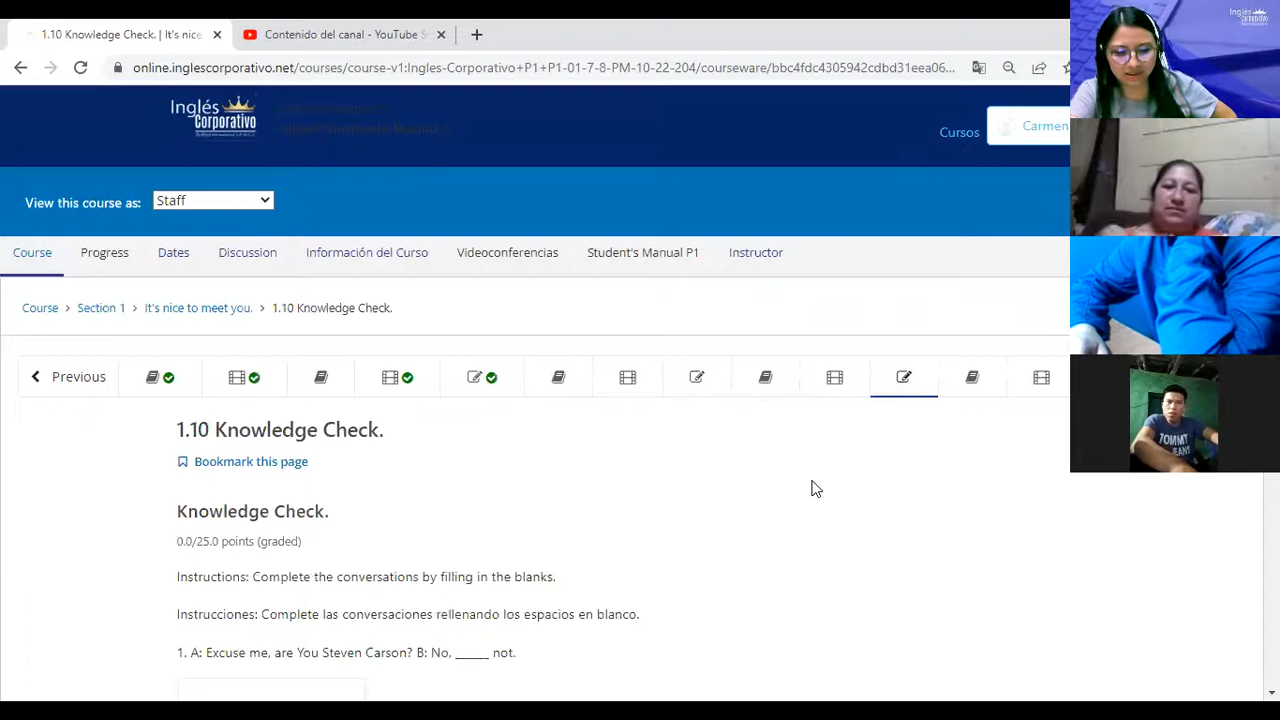 1.10 Knowledge Check. | It's nice
Contenido del canal - YouTube S
online.inglescorporativo.net/courses/course-v1
Corporativo+P1+P1-01-7-8-PM-10-22-204/courseware/bbc4fdc4305942cdbd31eea06...
Inglés
Corporativo
Inglés
Corporativo
Cursos
Carmen
View this course as:
Staff
Course
Progress
Dates
Discussion
Información del Curso
Videoconferencias
Student's Manual P1
Instructor
Course > Section 1 > It's nice to meet you. > 1.10 Knowledge Check.
Previous
1.10 Knowledge Check.
Bookmark this page
Knowledge Check.
0.0/25.0 points (graded)
Instructions: Complete the conversations by filling in the blanks.
Instrucciones: Complete las conversaciones rellenando los espacios en blanco.
1. A: Excuse me, are You Steven Carson? B: No, ______ not.
TOMMY
JEANS